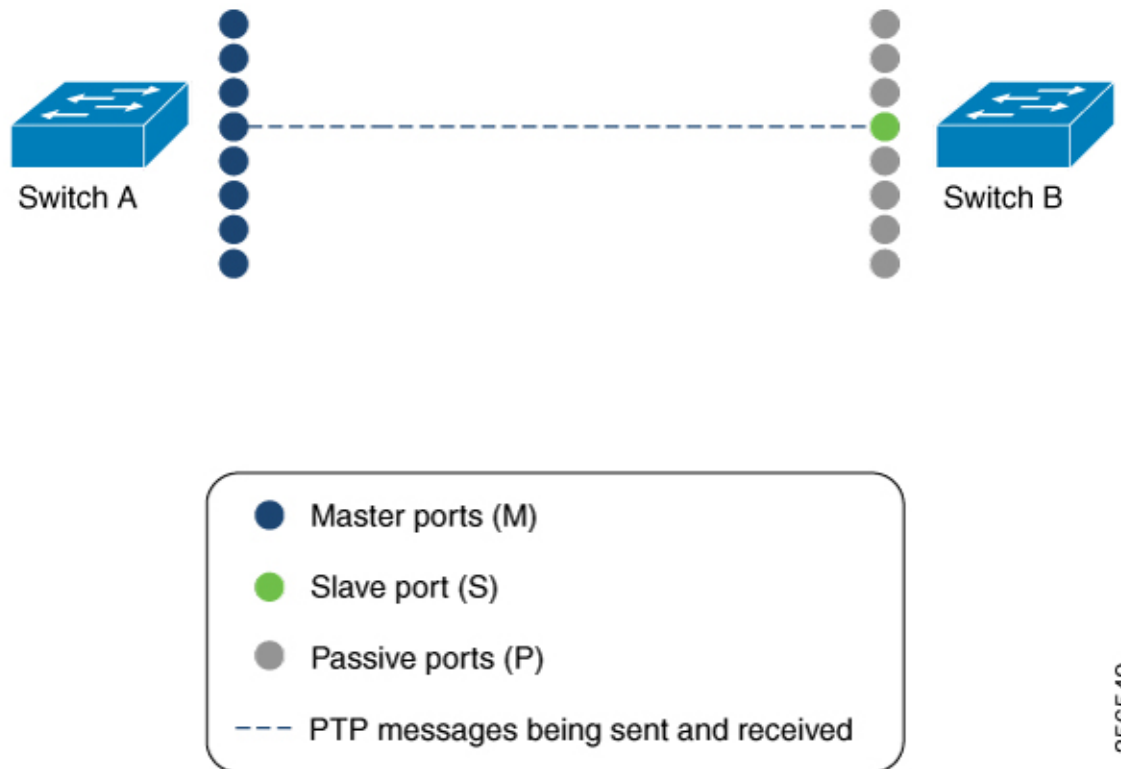 Switch A
Switch B
Master ports (M)
Slave port (S)
Passive ports (P)
PTP messages being sent and received